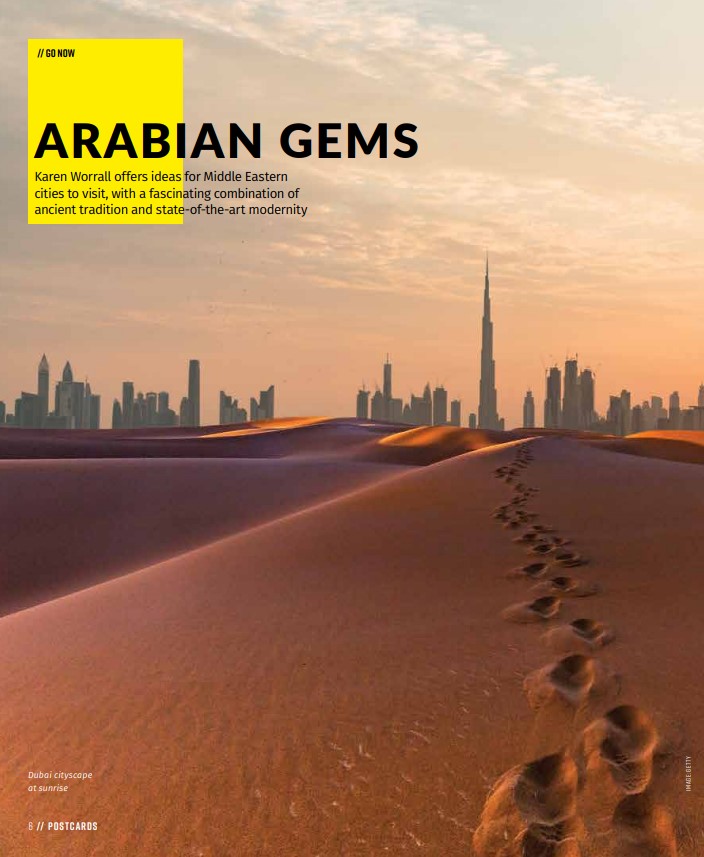 // GO NOW
ARABIAN GEMS
Karen Worrall offers ideas for Middle Eastern
cities to visit, with a fascinating combination of
ancient tradition and state-of-the-art modernity
Dubai cityscape
at sunrise
IMAGE: GETTY
6 // POSTCARDS